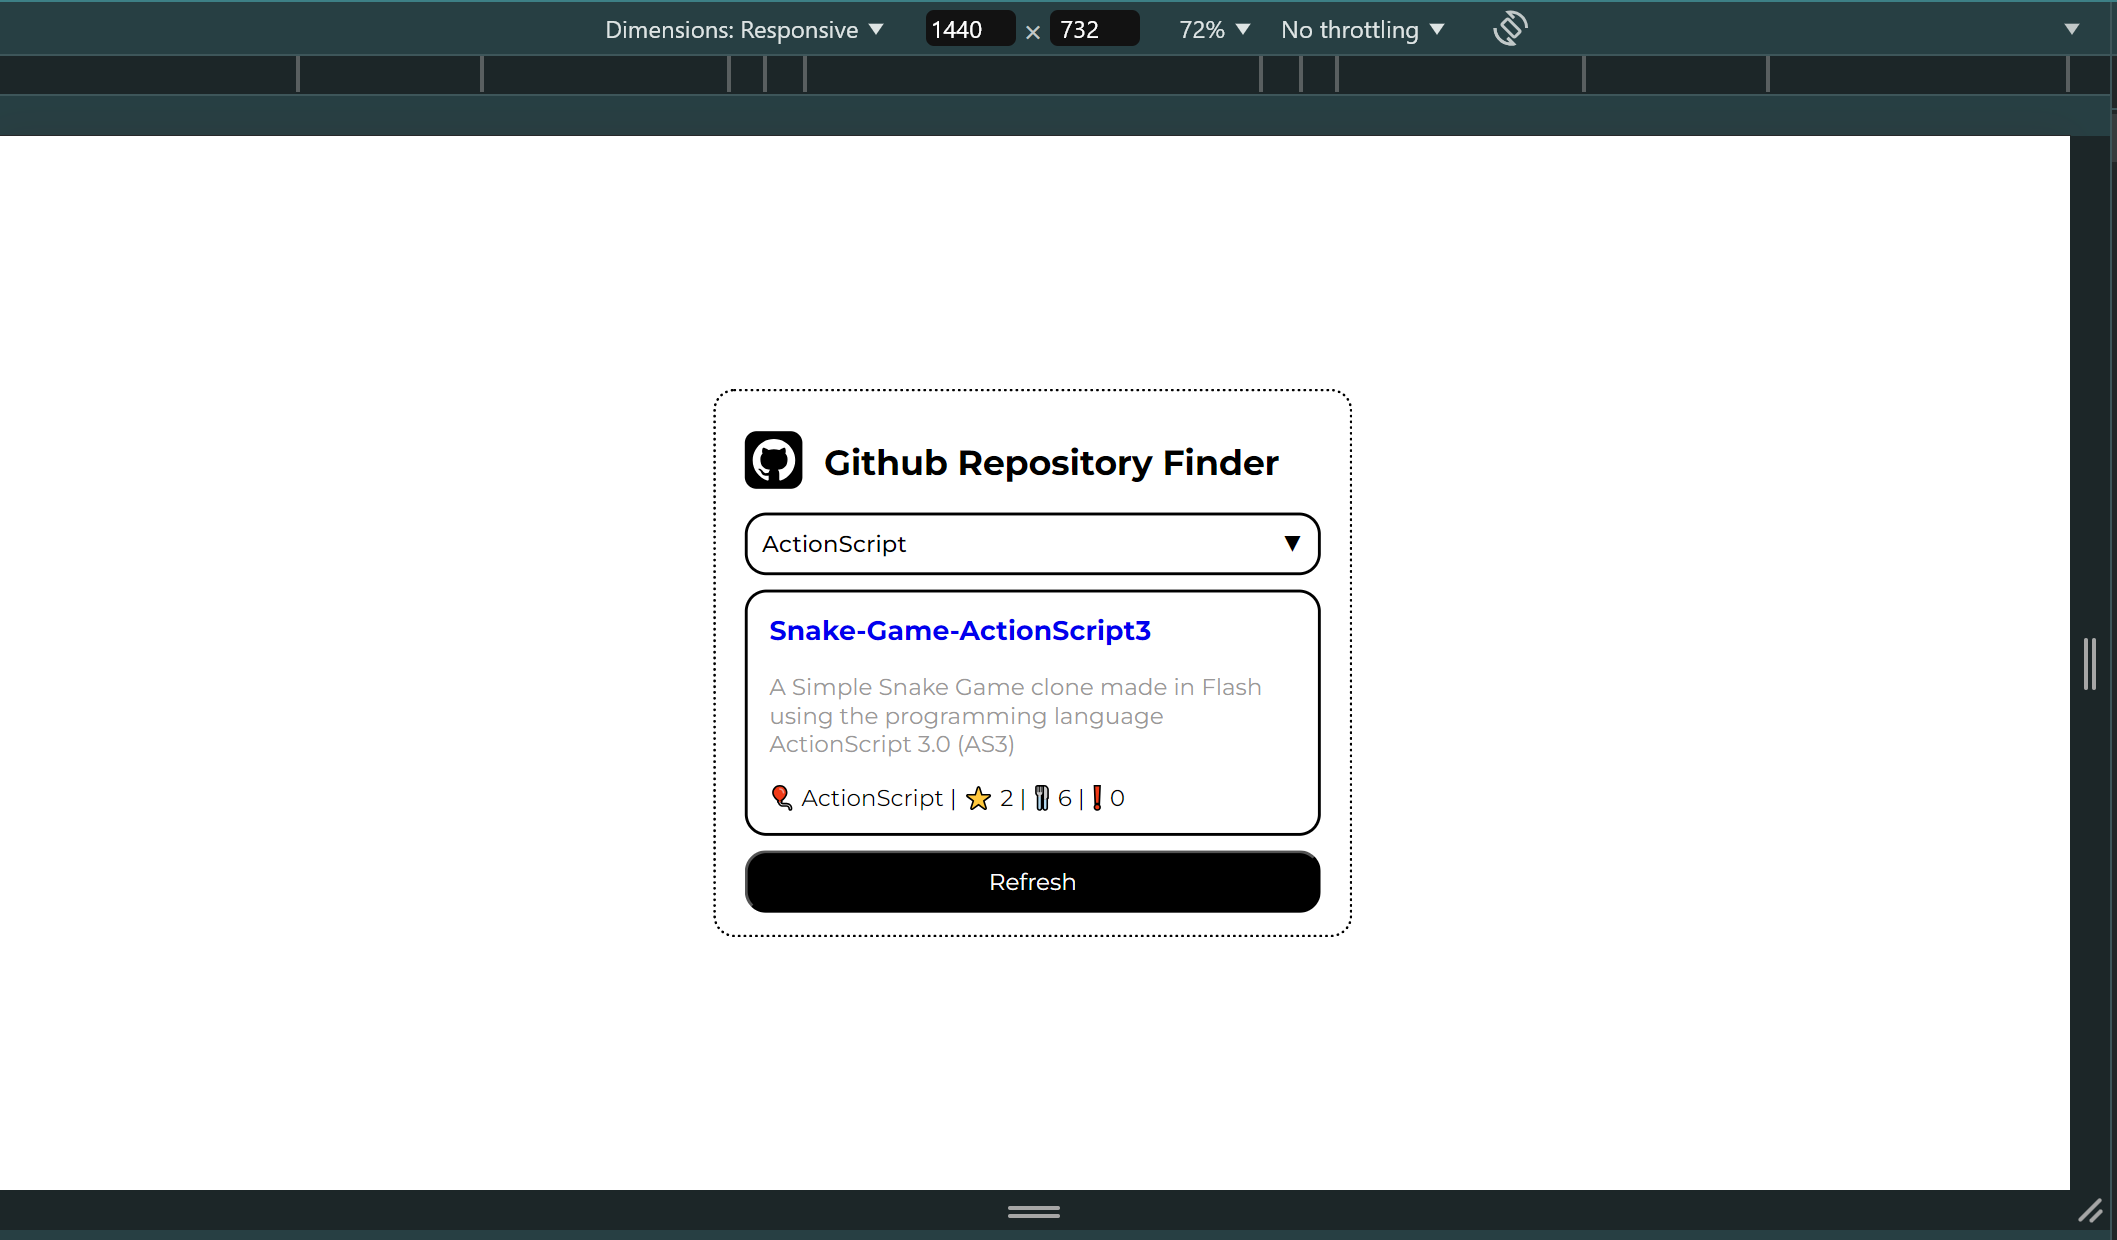 Dimensions: Responsive ▼ 1440 × 732 72% ▼ No throttling ▼
Github Repository Finder
ActionScript ▼
Snake-Game-ActionScript3
A Simple Snake Game clone made in Flash
using the programming language
ActionScript 3.0 (AS3)
🎈 ActionScript | ⭐ 2 | 🍴 6 | ❗ 0
Refresh